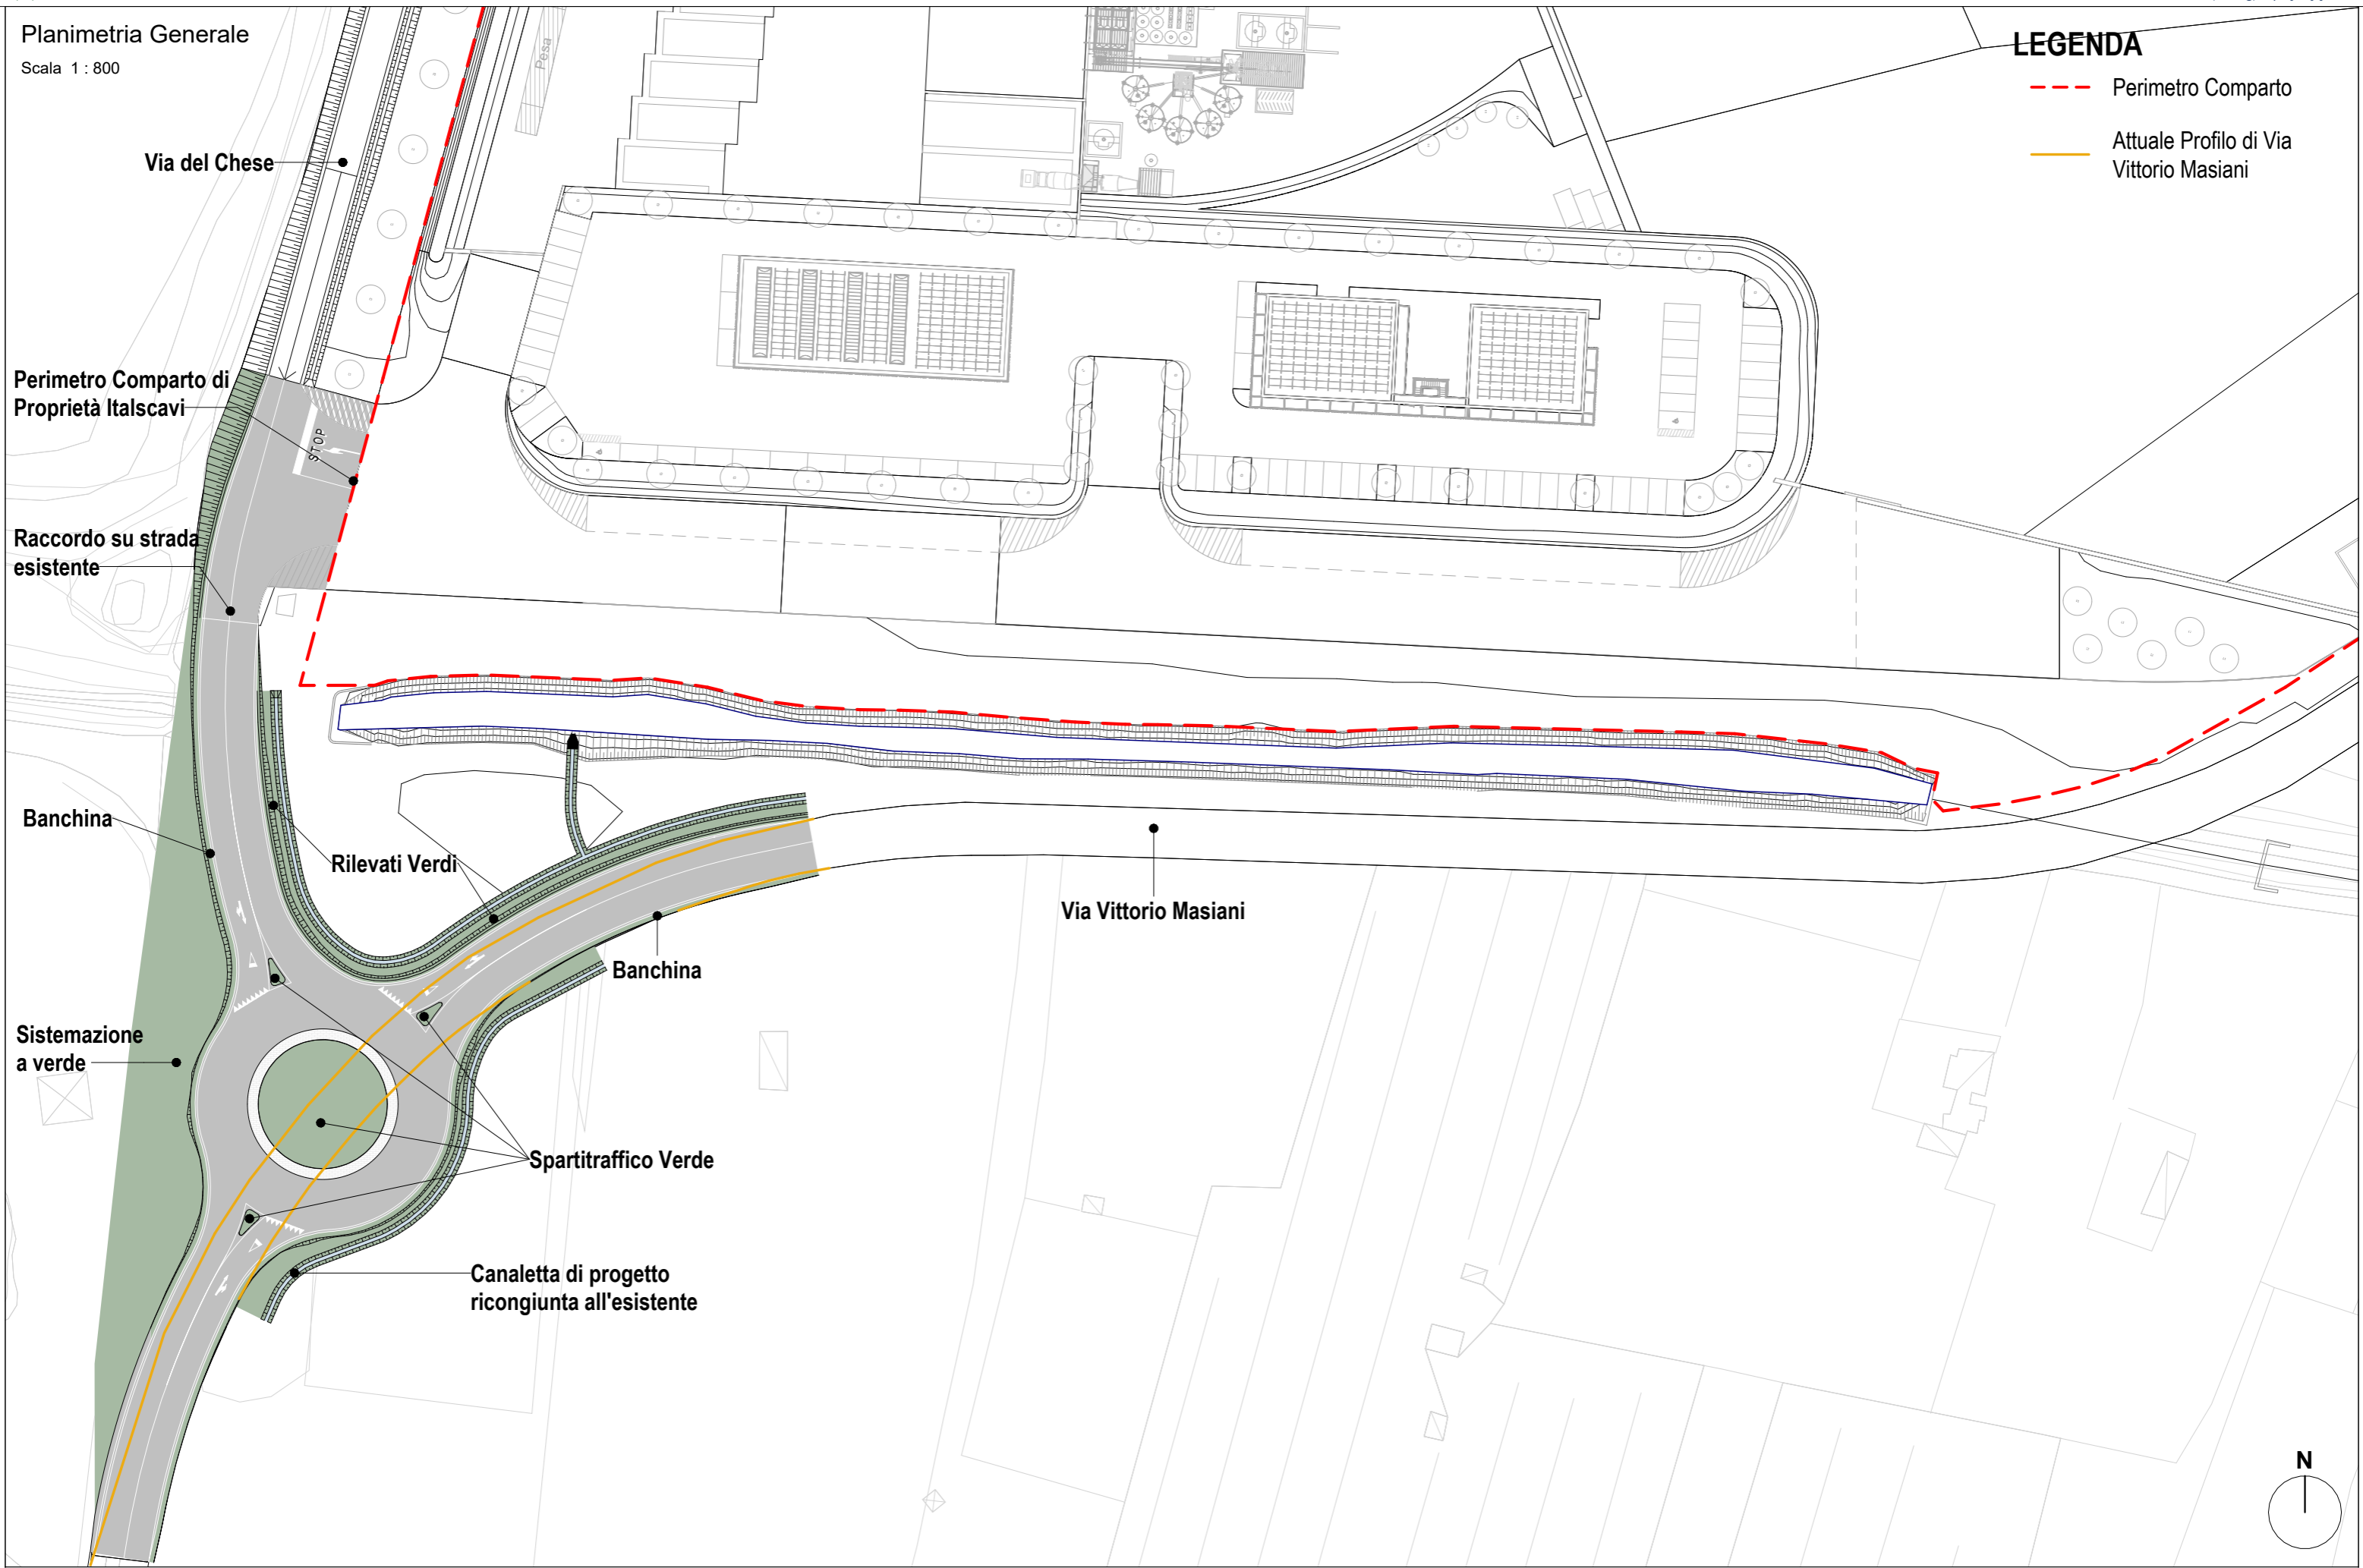 Planimetria Generale
Scala 1 : 800
LEGENDA
Perimetro Comparto
Attuale Profilo di Via
Vittorio Masiani
Pesa
Via del Chese
Perimetro Comparto di
Proprietà Italscavi
STOP
Raccordo su strada
esistente
Banchina
Rilevati Verdi
Via Vittorio Masiani
Banchina
Sistemazione
a verde
Spartitraffico Verde
Canaletta di progetto
ricongiunta all'esistente
N